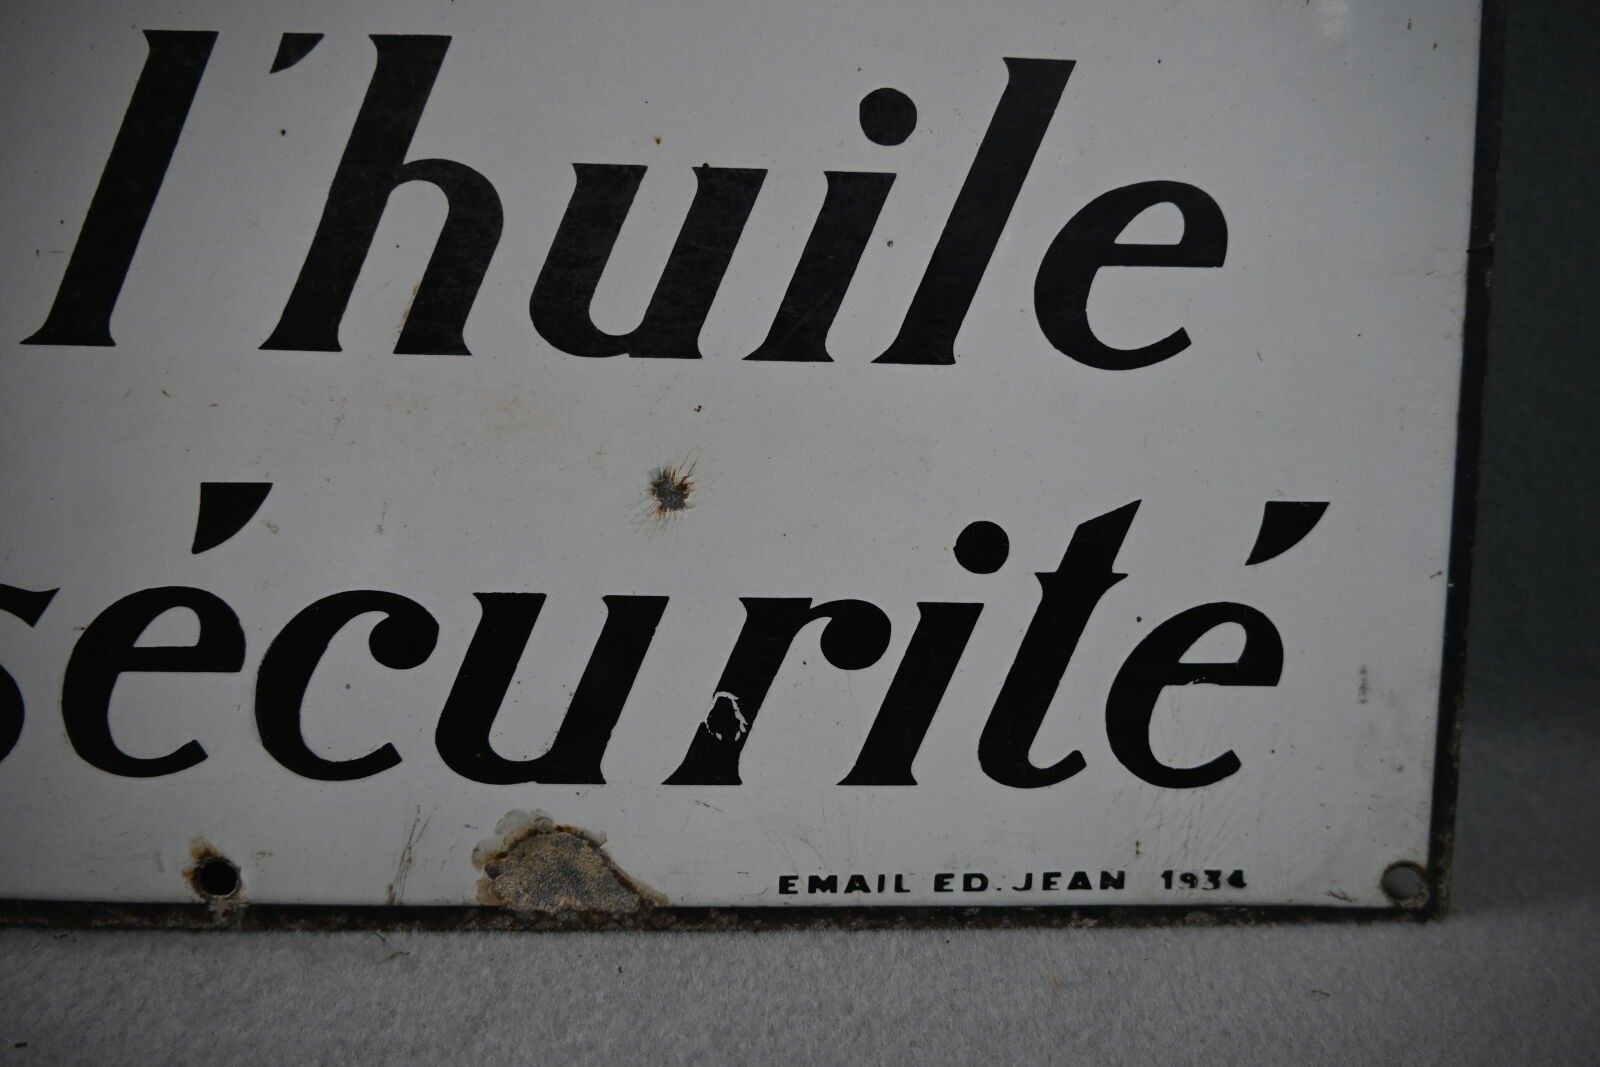 l'huile
sécurité
EMAIL ED. JEAN 1934